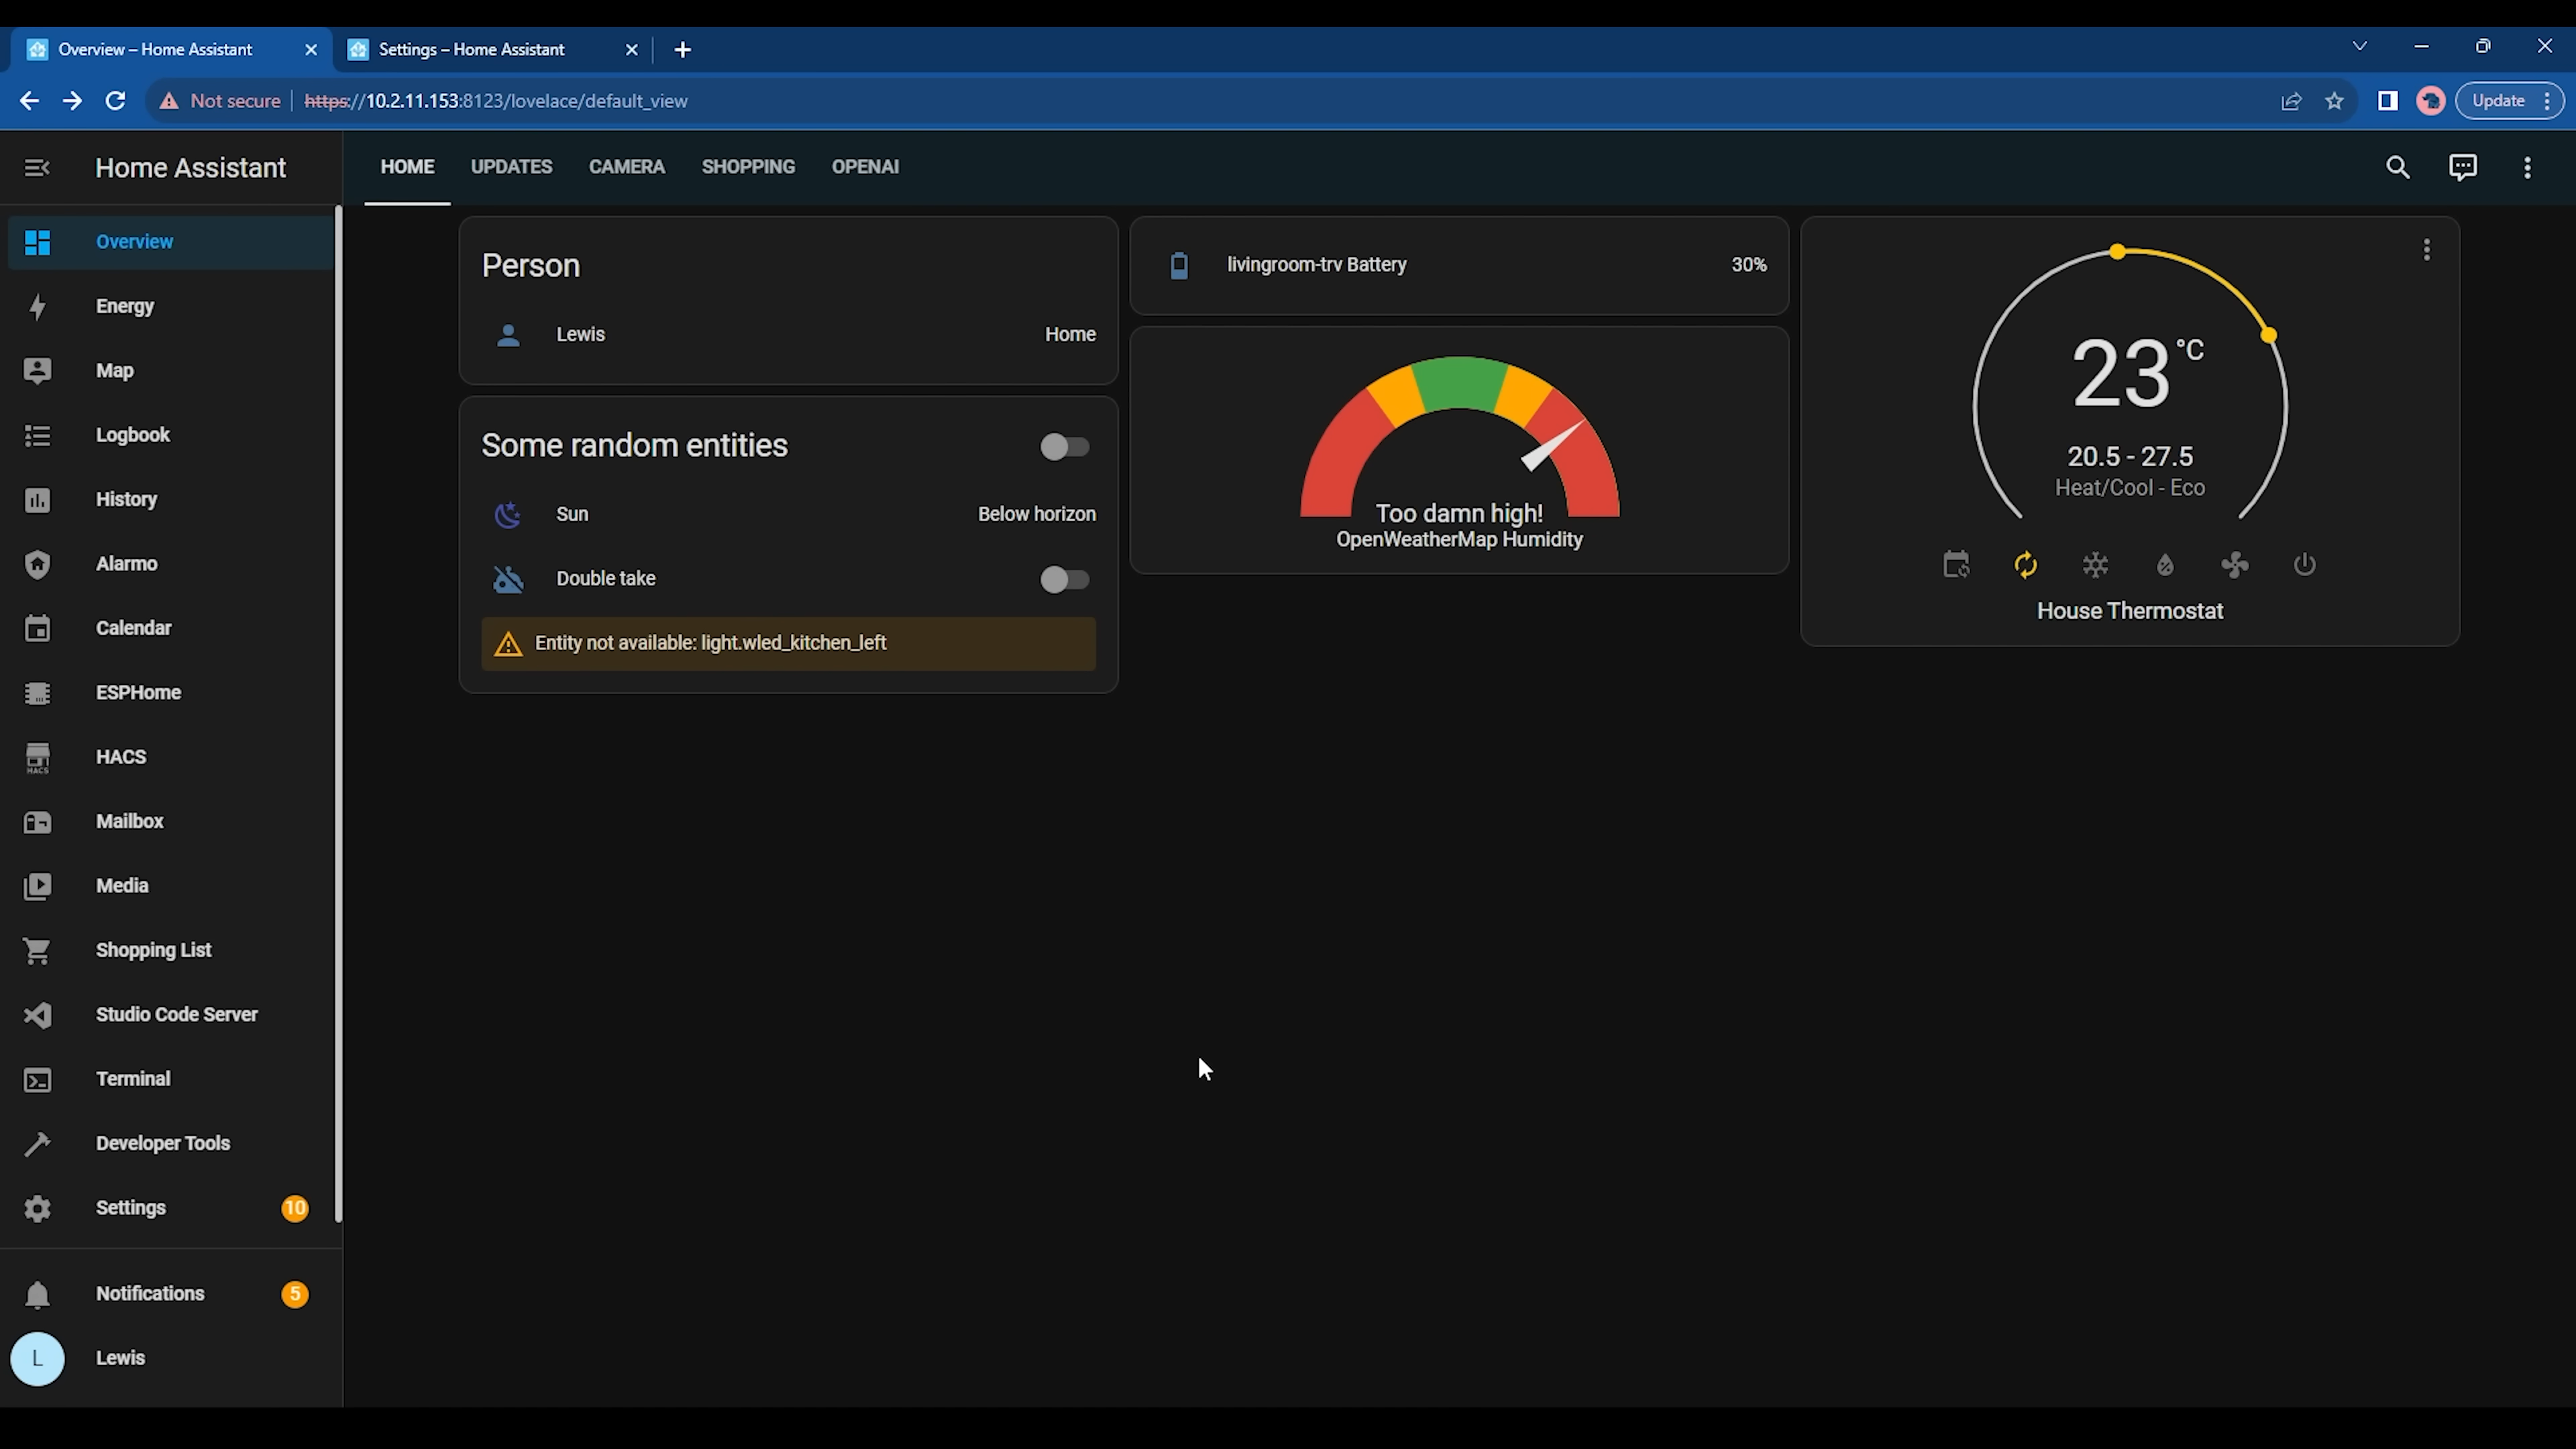 Overview – Home Assistant
Settings – Home Assistant
Not secure
https://10.2.11.153:8123/lovelace/default_view
Update
Home Assistant
HOME
UPDATES
CAMERA
SHOPPING
OPENAI
Overview
Energy
Map
Logbook
History
Alarmo
Calendar
ESPHome
HACS
HACS
Mailbox
Media
Shopping List
Studio Code Server
Terminal
Developer Tools
Settings
10
Notifications
5
L
Lewis
Person
Lewis
Home
Some random entities
Sun
Below horizon
Double take
Entity not available: light.wled_kitchen_left
livingroom-trv Battery
30%
Too damn high!
OpenWeatherMap Humidity
23 °C
20.5 - 27.5
Heat/Cool - Eco
House Thermostat